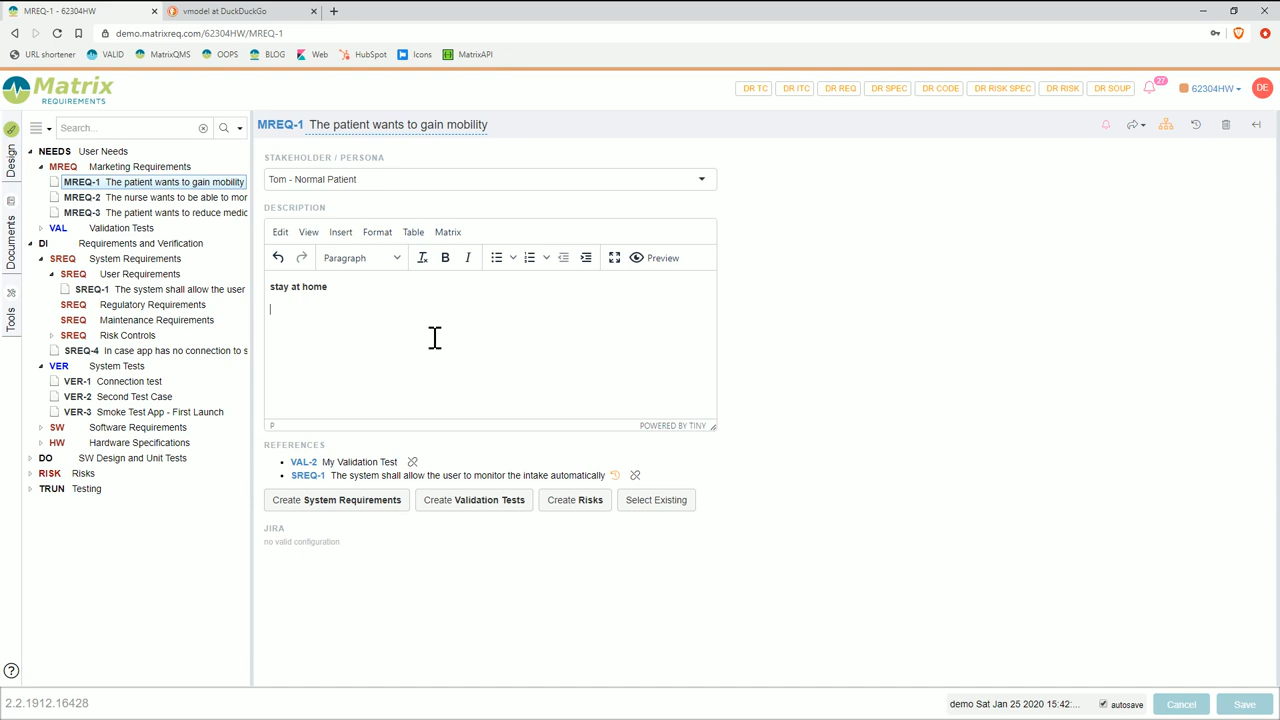 MREQ-1 - 62304HW
vmodel at DuckDuckGo
demo.matrixreq.com/62304HW/MREQ-1
URL shortener VALID MatrixQMS OOPS BLOG Web HubSpot Icons MatrixAPI
Matrix
REQUIREMENTS
DR TC DR ITC DR REQ DR SPEC DR CODE DR RISK SPEC DR RISK DR SOUP 27 62304HW DE
Design
Documents
Tools
Search...
NEEDS User Needs
MREQ Marketing Requirements
MREQ-1 The patient wants to gain mobility
MREQ-2 The nurse wants to be able to mor
MREQ-3 The patient wants to reduce medic
VAL Validation Tests
DI Requirements and Verification
SREQ System Requirements
SREQ User Requirements
SREQ-1 The system shall allow the user
SREQ Regulatory Requirements
SREQ Maintenance Requirements
SREQ Risk Controls
SREQ-4 In case app has no connection to s
VER System Tests
VER-1 Connection test
VER-2 Second Test Case
VER-3 Smoke Test App - First Launch
SW Software Requirements
HW Hardware Specifications
DO SW Design and Unit Tests
RISK Risks
TRUN Testing
MREQ-1 The patient wants to gain mobility
STAKEHOLDER / PERSONA
Tom - Normal Patient
DESCRIPTION
Edit View Insert Format Table Matrix
Paragraph B I Preview
stay at home
P POWERED BY TINY
REFERENCES
VAL-2 My Validation Test
SREQ-1 The system shall allow the user to monitor the intake automatically
Create System Requirements Create Validation Tests Create Risks Select Existing
JIRA
no valid configuration
2.2.1912.16428
demo Sat Jan 25 2020 15:42:... autosave Cancel Save